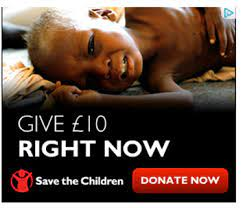 GIVE £10
RIGHT NOW
Save the Children
DONATE NOW